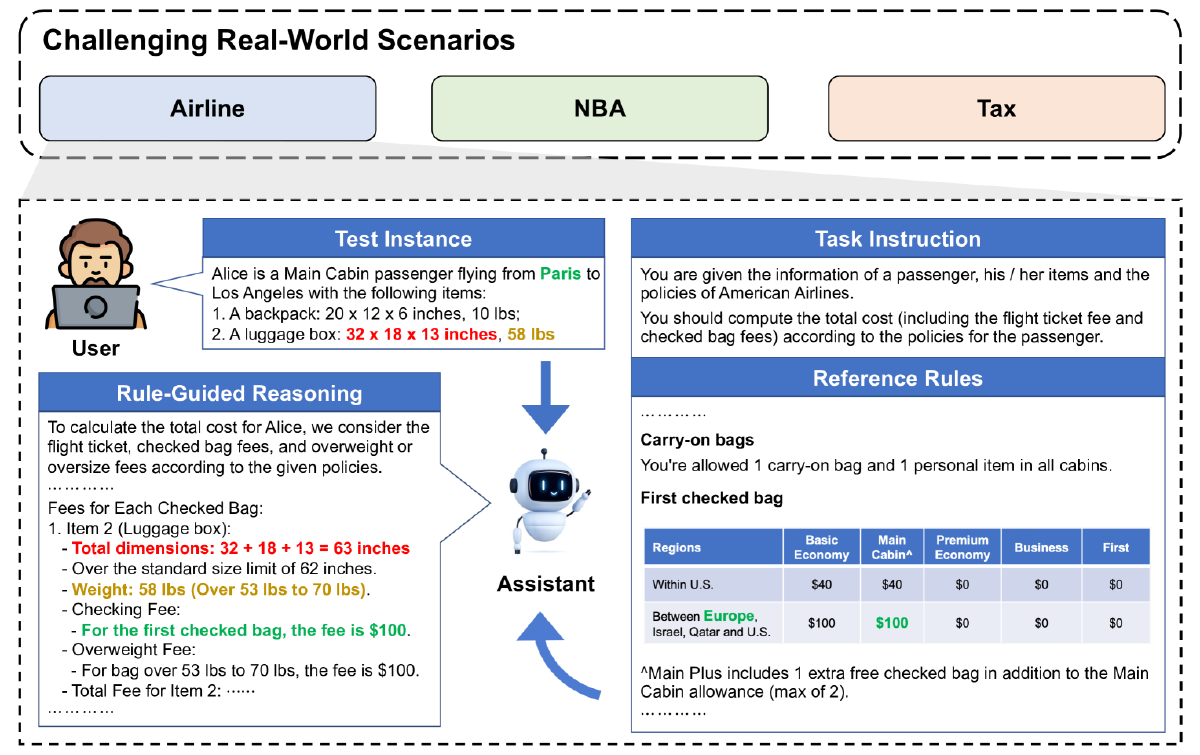 Challenging Real-World Scenarios
Airline
NBA
Tax
User
Test Instance
Alice is a Main Cabin passenger flying from Paris to
Los Angeles with the following items:
1. A backpack: 20 x 12 x 6 inches, 10 lbs;
2. A luggage box: 32 x 18 x 13 inches, 58 lbs
Rule-Guided Reasoning
To calculate the total cost for Alice, we consider the
flight ticket, checked bag fees, and overweight or
oversize fees according to the given policies.
…………
Fees for Each Checked Bag:
1. Item 2 (Luggage box):
- Total dimensions: 32 + 18 + 13 = 63 inches
- Over the standard size limit of 62 inches.
- Weight: 58 lbs (Over 53 lbs to 70 lbs).
- Checking Fee:
- For the first checked bag, the fee is $100.
- Overweight Fee:
- For bag over 53 lbs to 70 lbs, the fee is $100.
- Total Fee for Item 2: ……
…………
Assistant
Task Instruction
You are given the information of a passenger, his / her items and the
policies of American Airlines.
You should compute the total cost (including the flight ticket fee and
checked bag fees) according to the policies for the passenger.
Reference Rules
…………
Carry-on bags
You're allowed 1 carry-on bag and 1 personal item in all cabins.
First checked bag
Regions Basic Economy Main Cabin^ Premium Economy Business First
Within U.S. $40 $40 $0 $0 $0
Between Europe, Israel, Qatar and U.S. $100 $100 $0 $0 $0
^Main Plus includes 1 extra free checked bag in addition to the Main
Cabin allowance (max of 2).
…………